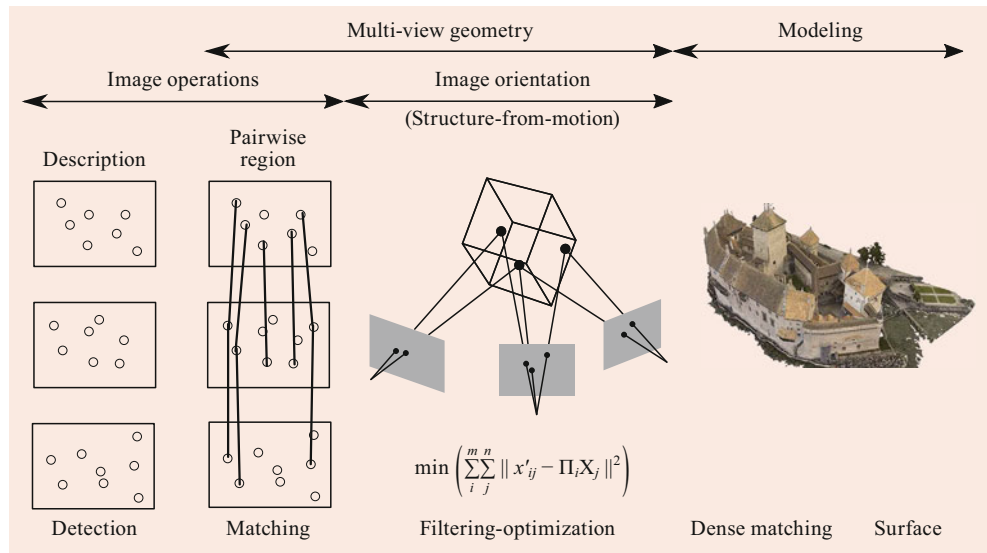 Multi-view geometry
Modeling
Image operations
Image orientation
(Structure-from-motion)
Description
Pairwise
region
min ( m∑i n∑j || x′ij − ΠiXj ||² )
Detection
Matching
Filtering-optimization
Dense matching
Surface